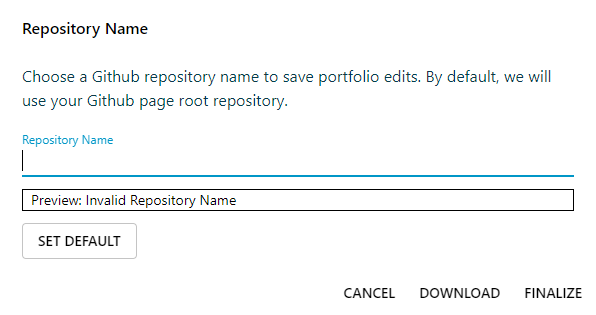 Repository Name
Choose a Github repository name to save portfolio edits. By default, we will
use your Github page root repository.
Repository Name
Preview: Invalid Repository Name
SET DEFAULT
CANCEL DOWNLOAD FINALIZE